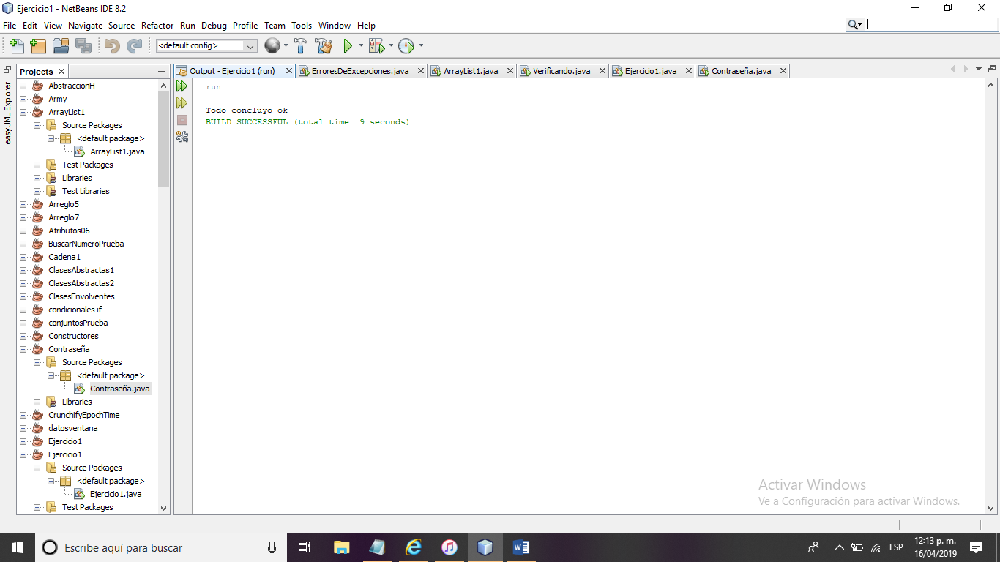 Ejercicio1 - NetBeans IDE 8.2
File Edit View Navigate Source Refactor Run Debug Profile Team Tools Window Help
<default config>
easyUML Explorer
Projects
AbstraccionH
Army
ArrayList1
Source Packages
<default package>
ArrayList1.java
Test Packages
Libraries
Test Libraries
Arreglo5
Arreglo7
Atributos06
BuscarNumeroPrueba
Cadena1
ClasesAbstractas1
ClasesAbstractas2
ClasesEnvolventes
condicionales if
conjuntosPrueba
Constructores
Contraseña
Source Packages
<default package>
Contraseña.java
Libraries
CrunchifyEpochTime
datosventana
Ejercicio1
Ejercicio1
Source Packages
<default package>
Ejercicio1.java
Test Packages
Output - Ejercicio1 (run) ErroresDeExcepciones.java ArrayList1.java Verificando.java Ejercicio1.java Contraseña.java
run:
Todo concluyo ok
BUILD SUCCESSFUL (total time: 9 seconds)
Activar Windows
Ve a Configuración para activar Windows.
Escribe aquí para buscar
ESP
12:13 p. m.
16/04/2019